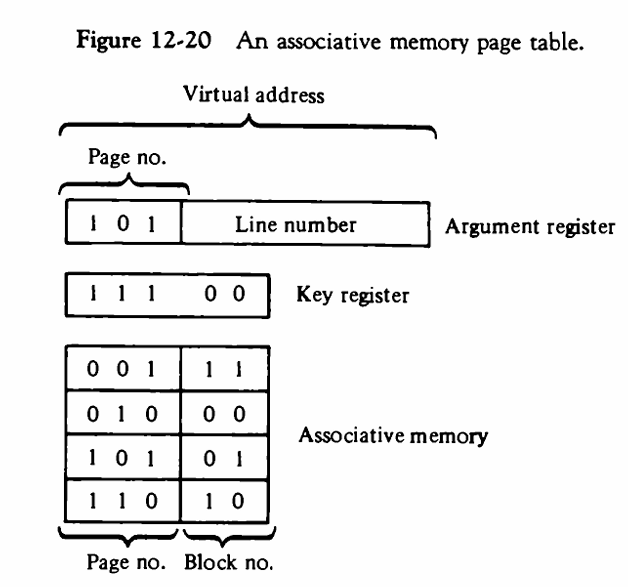 Figure 12-20 An associative memory page table.
Virtual address
Page no.
1 0 1 Line number Argument register
1 1 1 0 0 Key register
0 0 1 1 1
0 1 0 0 0
Associative memory
1 0 1 0 1
1 1 0 1 0
Page no. Block no.